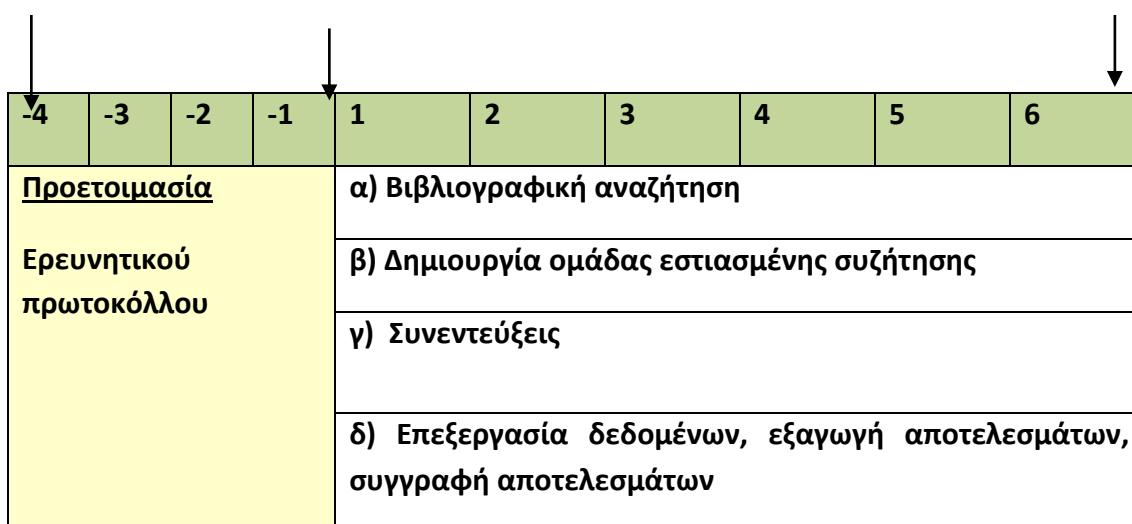 -4 -3 -2 -1 1 2 3 4 5 6
Προετοιμασία
Ερευνητικού
πρωτοκόλλου
α) Βιβλιογραφική αναζήτηση
β) Δημιουργία ομάδας εστιασμένης συζήτησης
γ) Συνεντεύξεις
δ) Επεξεργασία δεδομένων, εξαγωγή αποτελεσμάτων,
συγγραφή αποτελεσμάτων